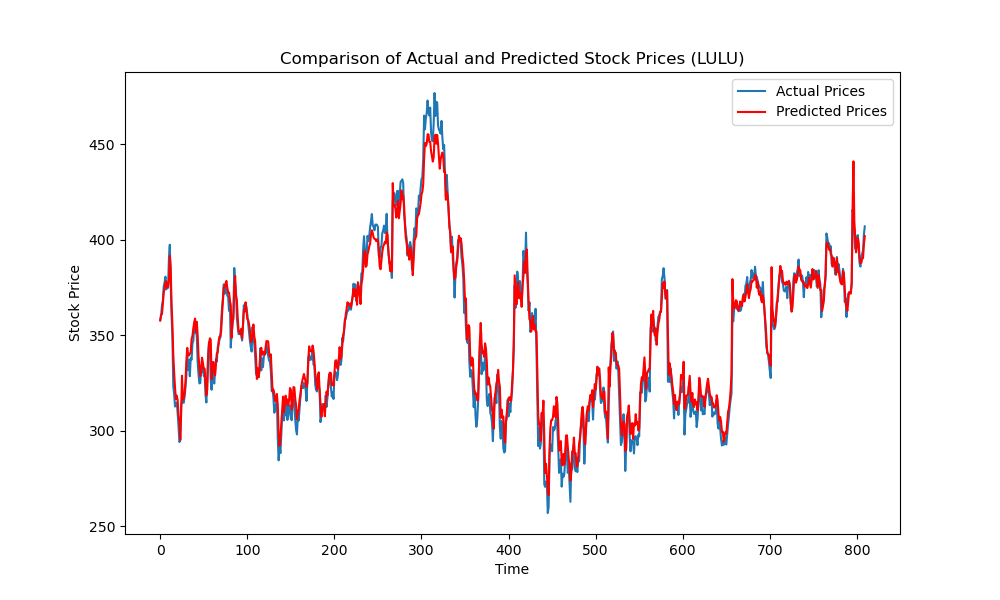 Comparison of Actual and Predicted Stock Prices (LULU)
Actual Prices
Predicted Prices
Stock Price
450
400
350
300
250
0 100 200 300 400 500 600 700 800
Time